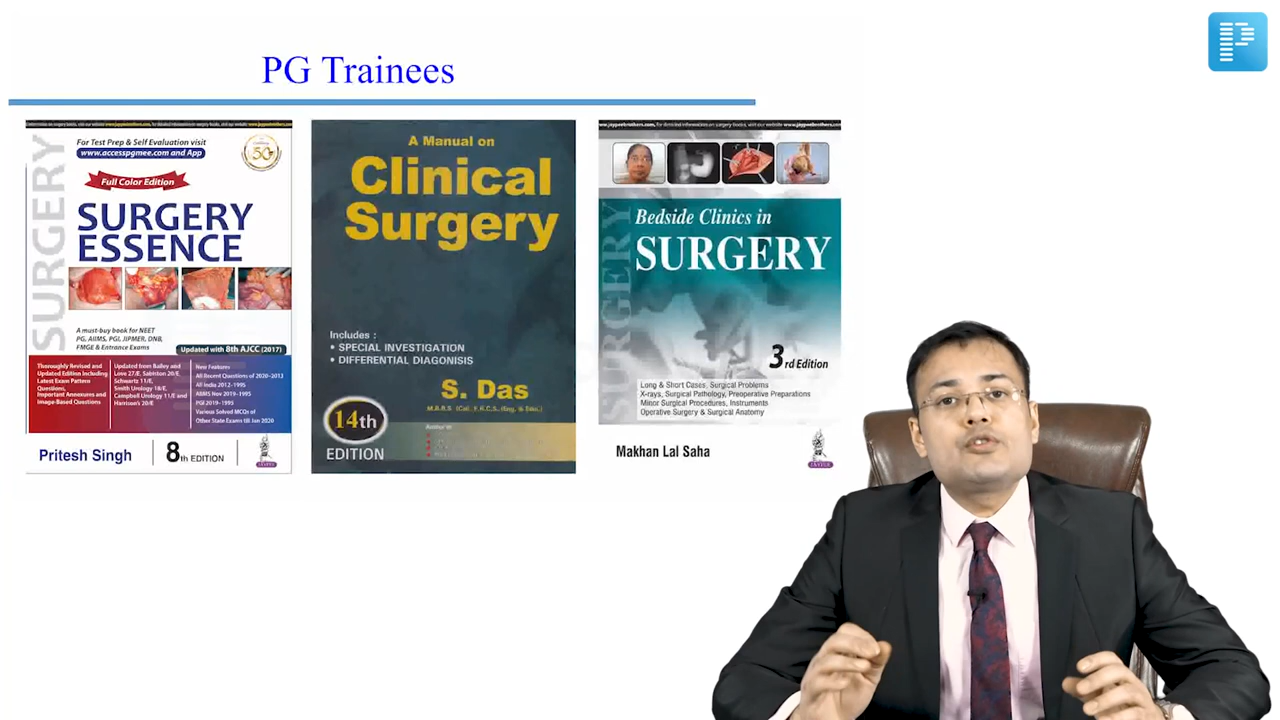 PG Trainees
SURGERY
For Test Prep & Self Evaluation visit
www.accesspgmee.com and App
50
Full Color Edition
SURGERY
ESSENCE
A must-buy book for NEET
PG, AIIMS, PGI, JIPMER, DNB,
FMGE & Entrance Exams
Updated with 8th AJCC (2017)
Thoroughly Revised and
Updated Edition Including
Latest Exam Pattern
Questions,
Important Annexures and
Image-Based Questions
Updated from Bailey and
Love 27/E, Sabiston 20/E,
Schwartz 11/E,
Smith Urology 18/E,
Campbell Urology 11/E and
Harrison's 20/E
New Features
All Recent Questions of 2020-2013
All India 2012-1995
AIIMS Nov 2019-1995
PGI 2019-1995
Various Solved MCQs of
Other State Exams till Jan 2020
Pritesh Singh
8th EDITION
A Manual on
Clinical
Surgery
Includes :
• SPECIAL INVESTIGATION
• DIFFERENTIAL DIAGONISIS
S. Das
14th
EDITION
SURGERY
Bedside Clinics in
SURGERY
3rd Edition
Long & Short Cases, Surgical Problems
X-rays, Surgical Pathology, Preoperative Preparations
Minor Surgical Procedures, Instruments
Operative Surgery & Surgical Anatomy
Makhan Lal Saha
JAYPEE
P